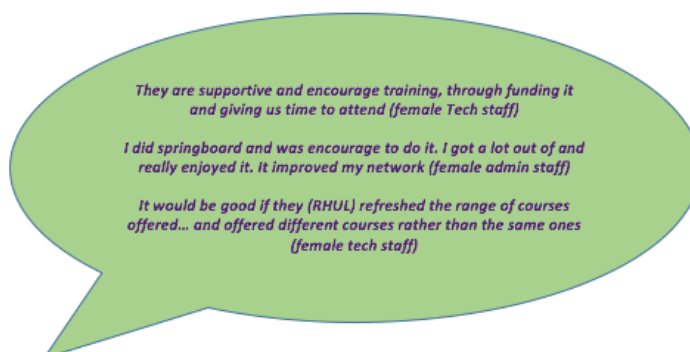 They are supportive and encourage training, through funding it
and giving us time to attend (female Tech staff)
I did springboard and was encourage to do it. I got a lot out of and
really enjoyed it. It improved my network (female admin staff)
It would be good if they (RHUL) refreshed the range of courses
offered... and offered different courses rather than the same ones
(female tech staff)